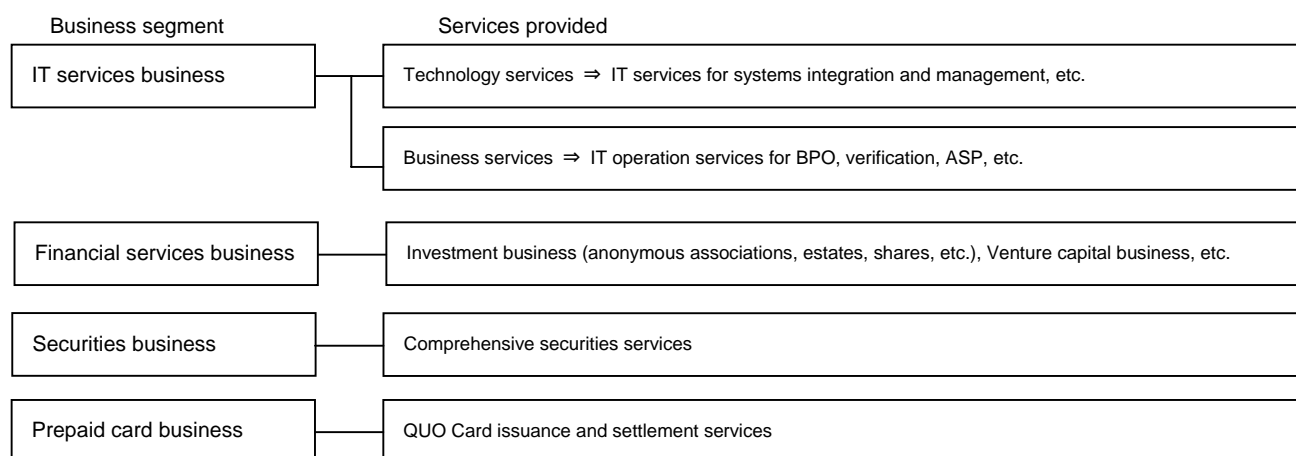 Business segment Services provided
IT services business Technology services ⇒ IT services for systems integration and management, etc.
Business services ⇒ IT operation services for BPO, verification, ASP, etc.
Financial services business Investment business (anonymous associations, estates, shares, etc.), Venture capital business, etc.
Securities business Comprehensive securities services
Prepaid card business QUO Card issuance and settlement services